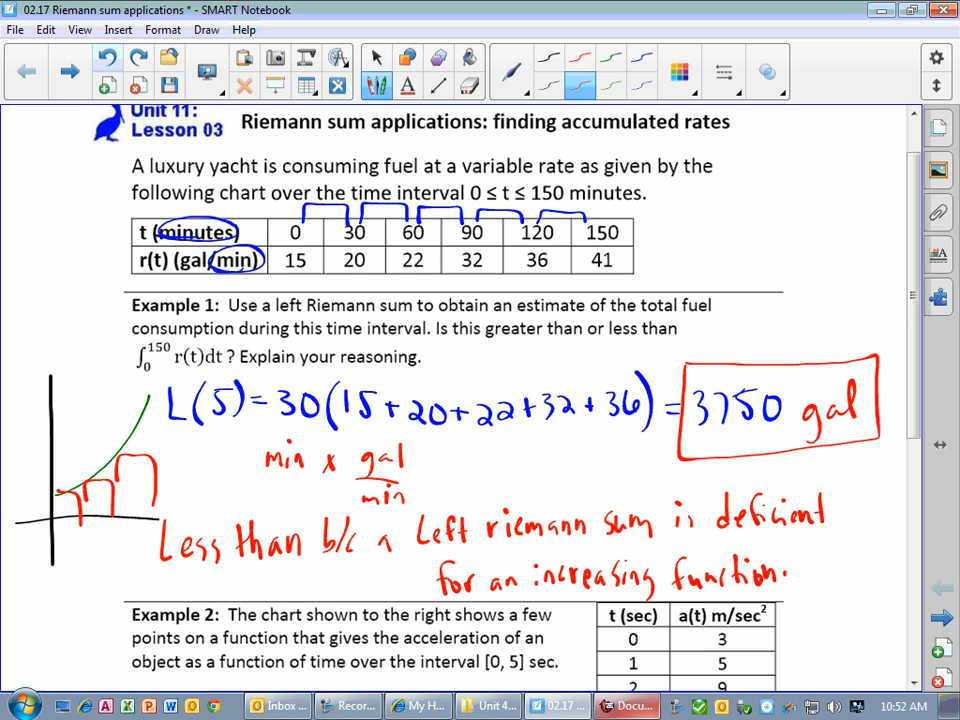 02.17 Riemann sum applications * - SMART Notebook
File Edit View Insert Format Draw Help
Unit 11:
Lesson 03
Riemann sum applications: finding accumulated rates
A luxury yacht is consuming fuel at a variable rate as given by the
following chart over the time interval 0 ≤ t ≤ 150 minutes.
t (minutes) 0 30 60 90 120 150
r(t) (gal/min) 15 20 22 32 36 41
Example 1: Use a left Riemann sum to obtain an estimate of the total fuel
consumption during this time interval. Is this greater than or less than
∫₀¹⁵⁰ r(t)dt ? Explain your reasoning.
L(5) = 30(15+20+22+32+36) = 3750 gal
min x gal/min
Less than b/c a Left riemann sum is deficient
for an increasing function.
Example 2: The chart shown to the right shows a few
points on a function that gives the acceleration of an
object as a function of time over the interval [0, 5] sec.
t (sec) a(t) m/sec²
0 3
1 5
2 9
Inbox ... Recor... My H... Unit 4... 02.17 ... Docu...
10:52 AM